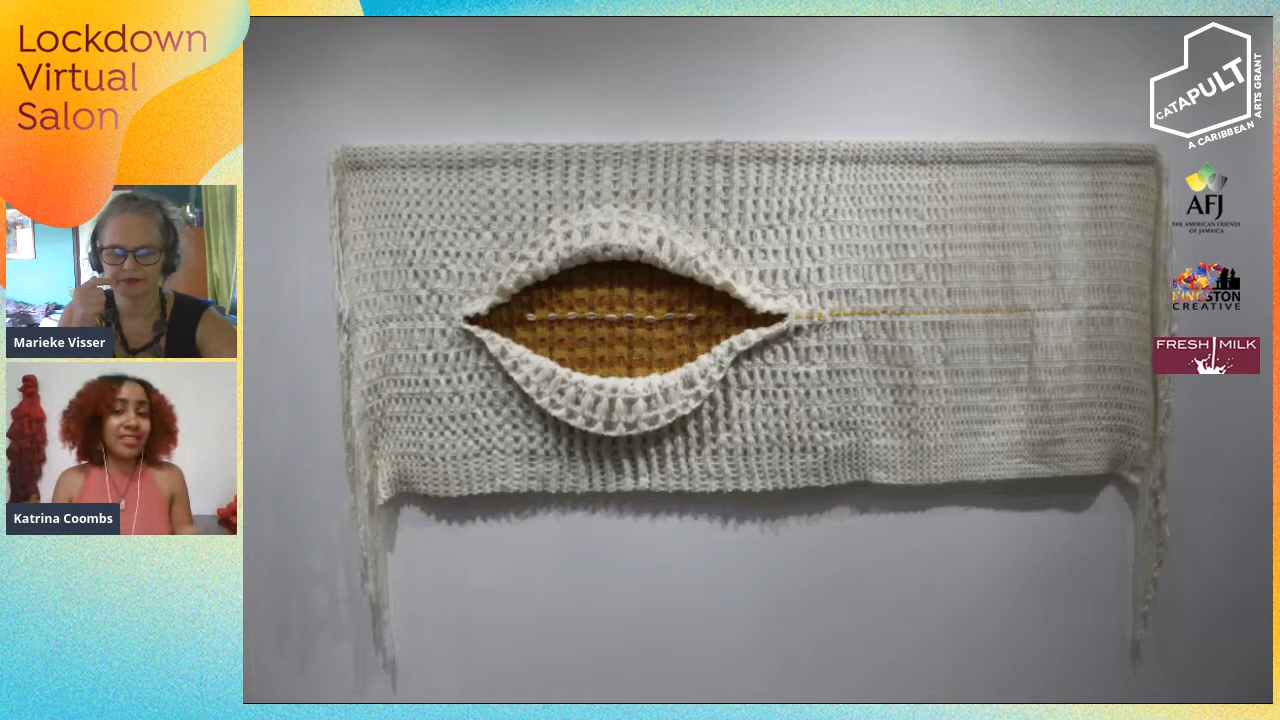 Lockdown
Virtual
Salon
Marieke Visser
Katrina Coombs
CATAPULT
A CARIBBEAN
ARTS GRANT
AFJ
THE AMERICAN FRIENDS
OF JAMAICA
KINGSTON
CREATIVE
FRESH MILK